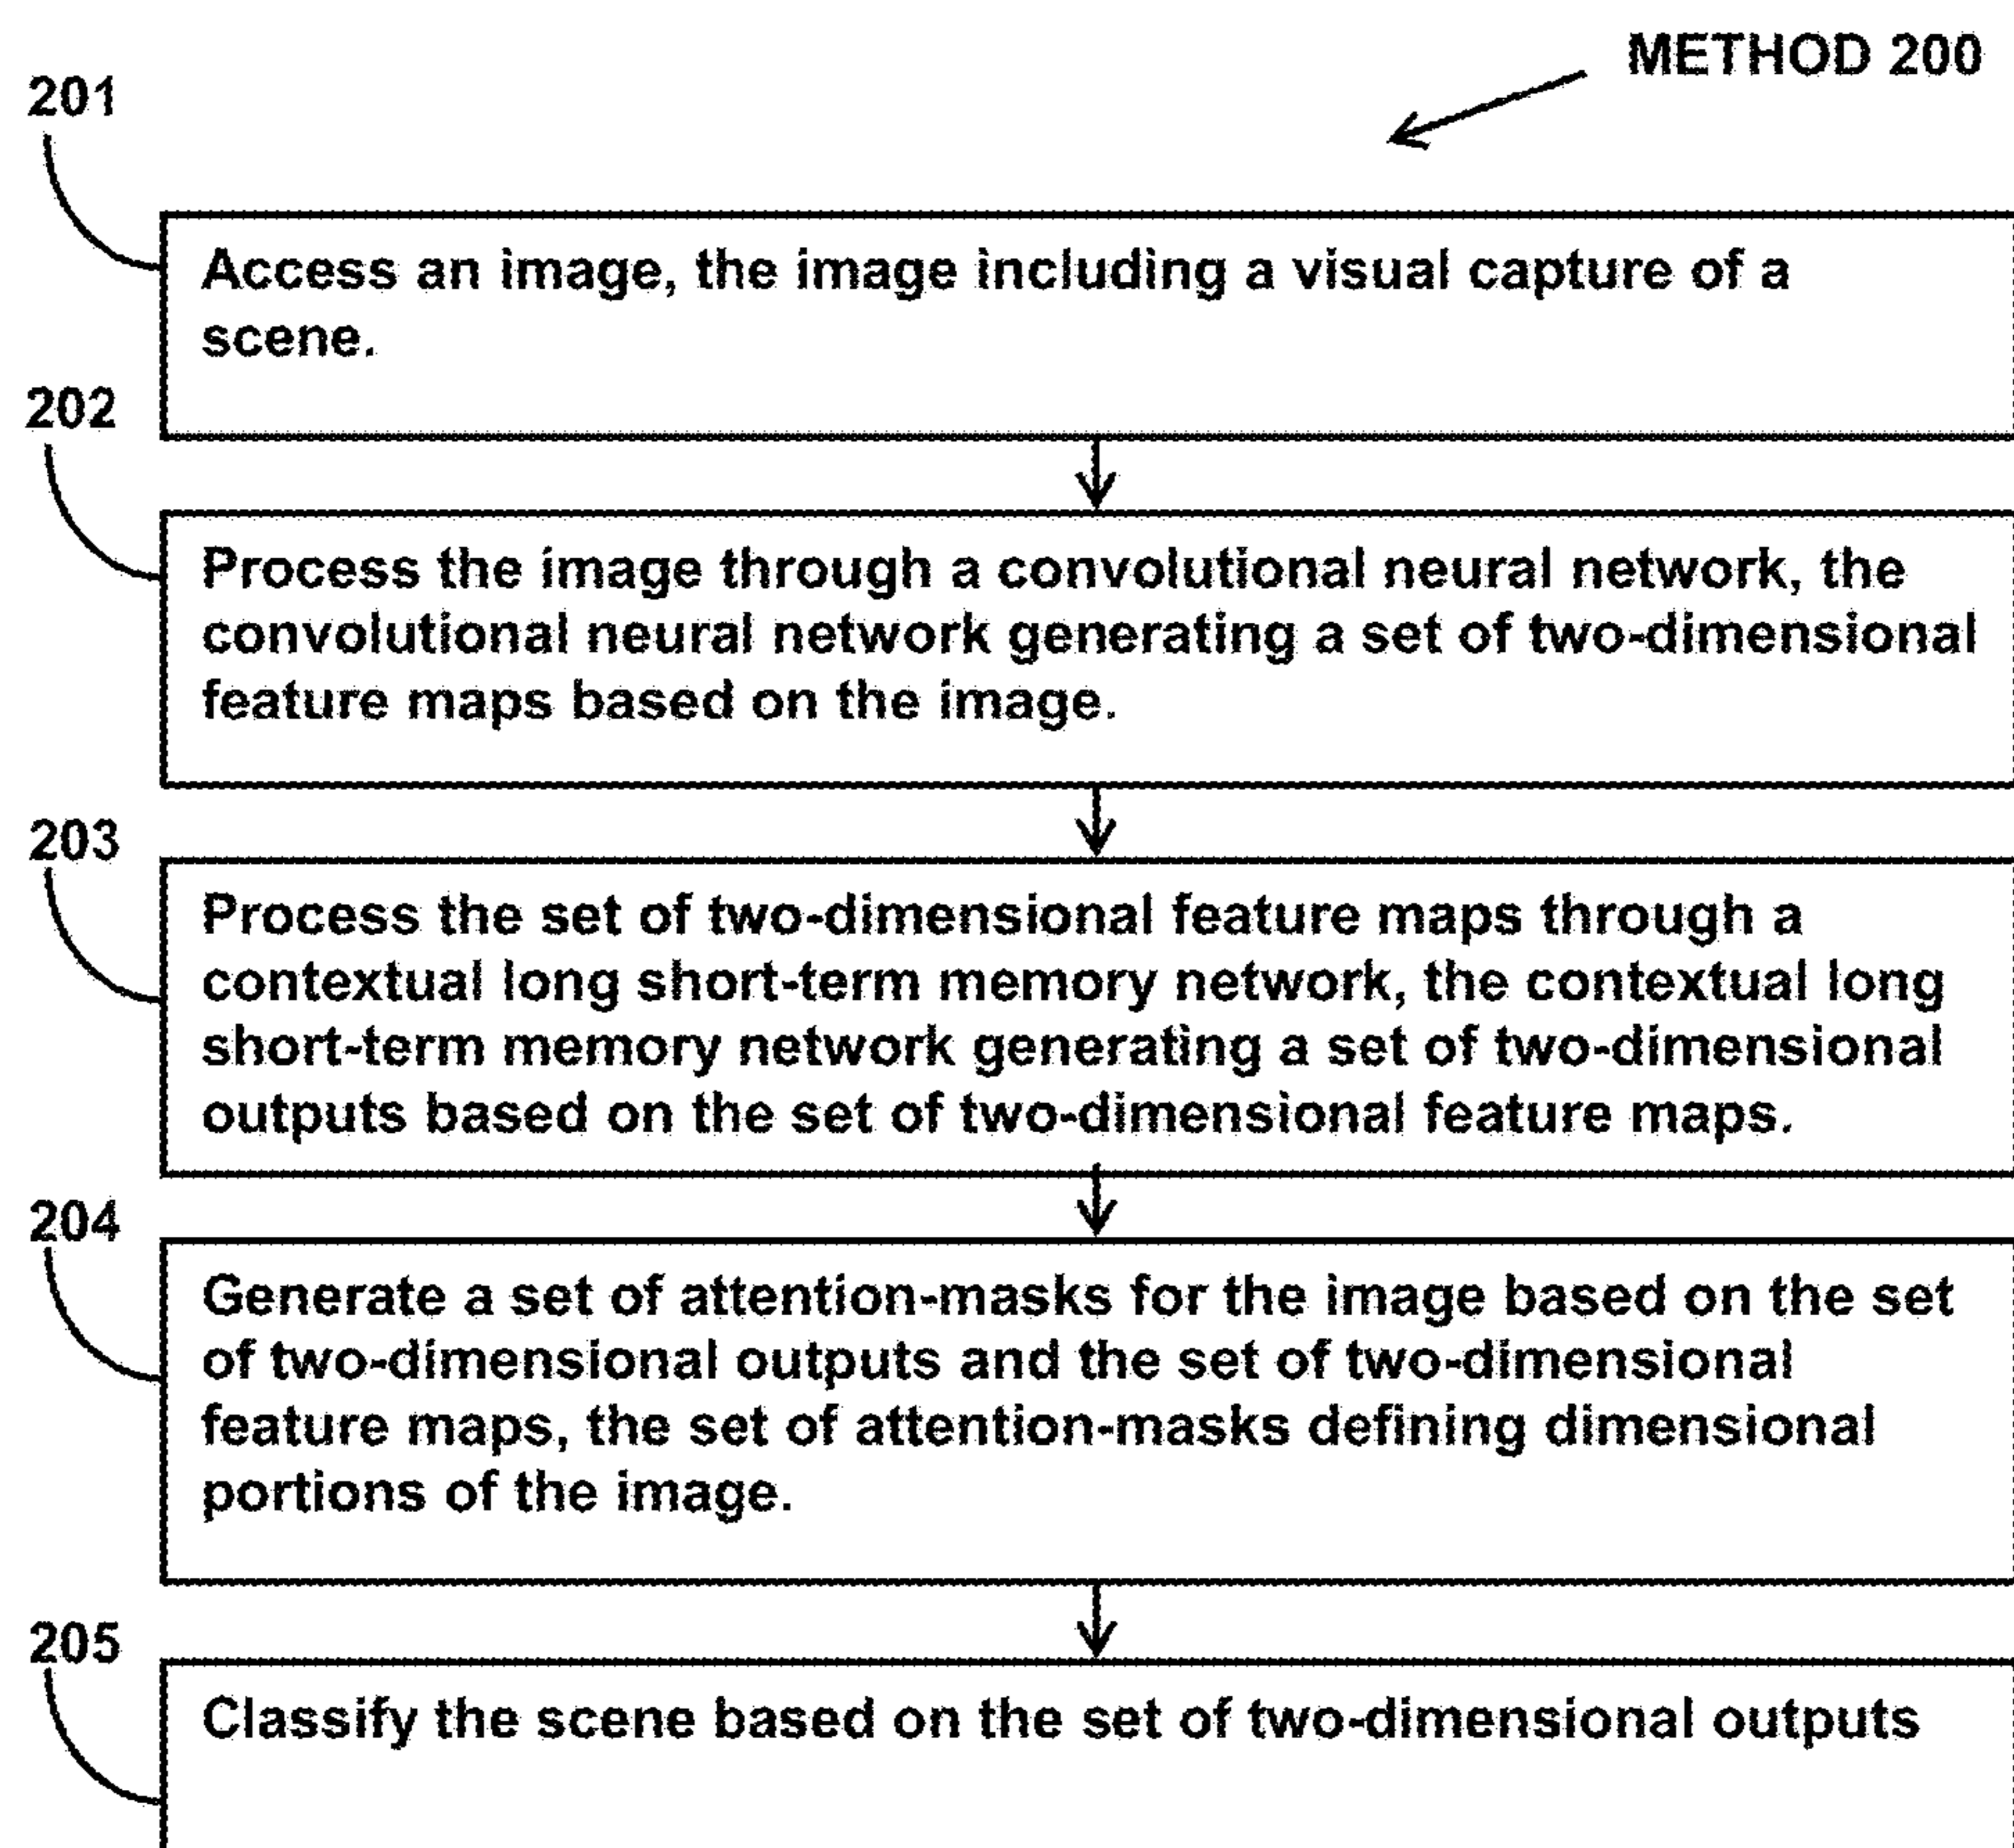 METHOD 200
201
Access an image, the image including a visual capture of a
scene.
202
Process the image through a convolutional neural network, the
convolutional neural network generating a set of two-dimensional
feature maps based on the image.
203
Process the set of two-dimensional feature maps through a
contextual long short-term memory network, the contextual long
short-term memory network generating a set of two-dimensional
outputs based on the set of two-dimensional feature maps.
204
Generate a set of attention-masks for the image based on the set
of two-dimensional outputs and the set of two-dimensional
feature maps, the set of attention-masks defining dimensional
portions of the image.
205
Classify the scene based on the set of two-dimensional outputs